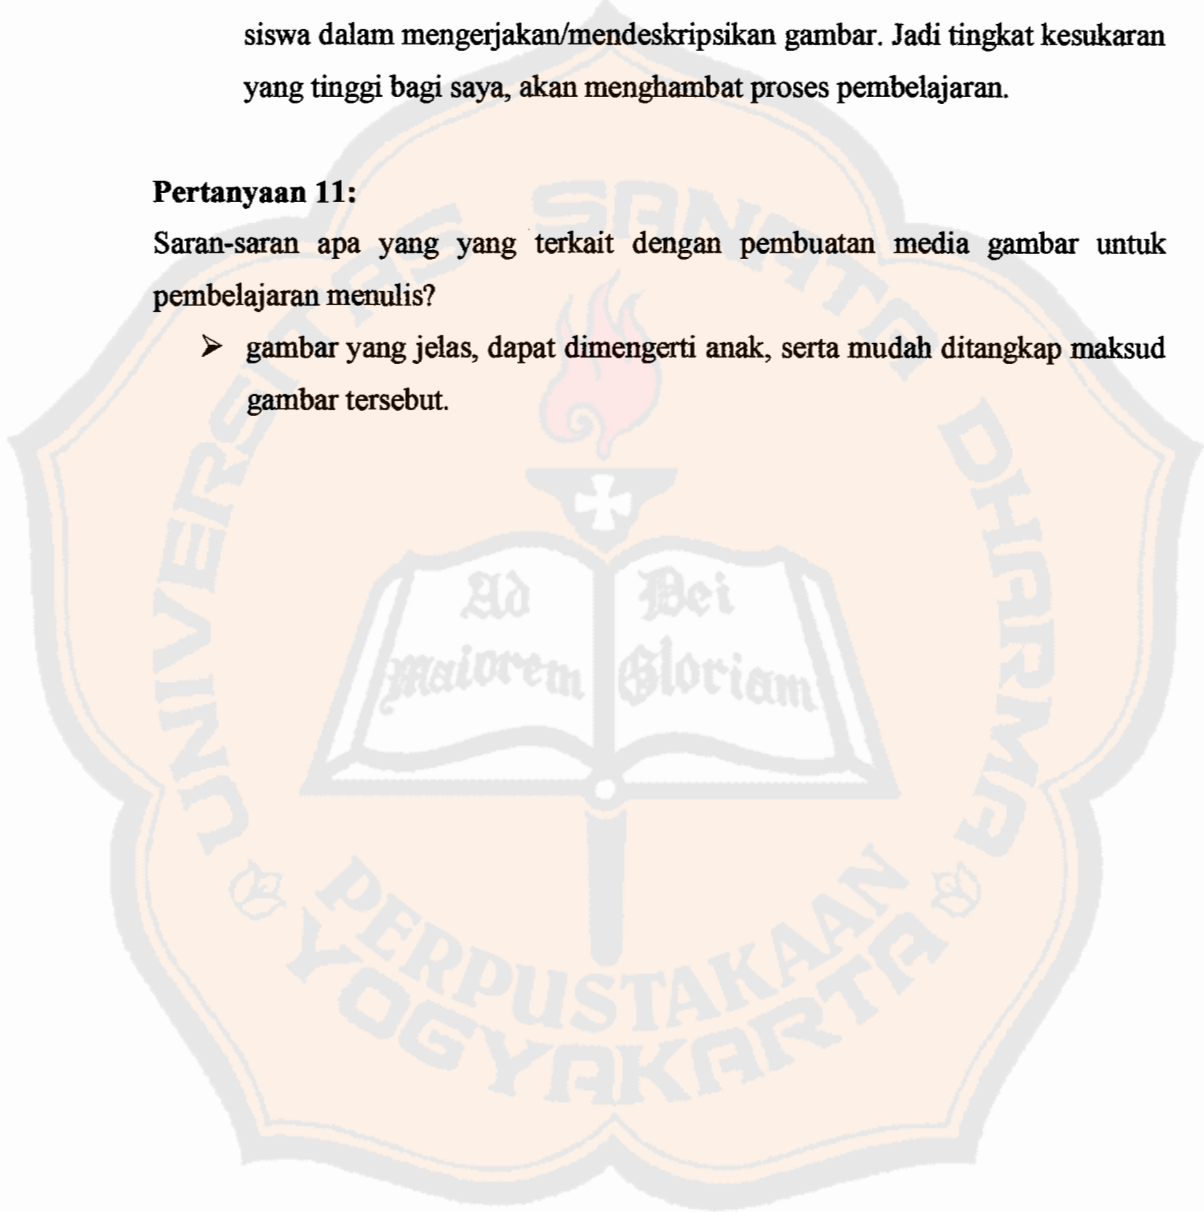 siswa dalam mengerjakan/mendeskripsikan gambar. Jadi tingkat kesukaran
yang tinggi bagi saya, akan menghambat proses pembelajaran.
Pertanyaan 11:
Saran-saran apa yang yang terkait dengan pembuatan media gambar untuk
pembelajaran menulis?
➢ gambar yang jelas, dapat dimengerti anak, serta mudah ditangkap maksud
gambar tersebut.
UNIVERSITAS SANATA DHARMA
Ad Dei
Maiorem Gloriam
PERPUSTAKAAN
YOGYAKARTA